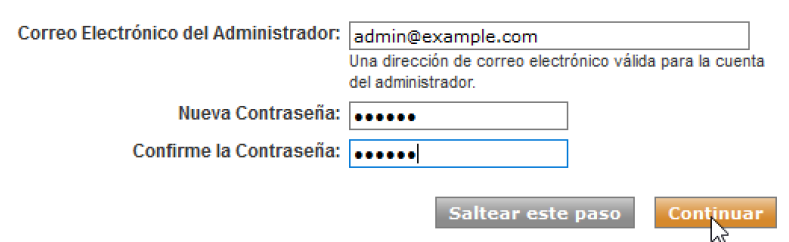 Correo Electrónico del Administrador: admin@example.com
Una dirección de correo electrónico válida para la cuenta
del administrador.
Nueva Contraseña: ●●●●●●
Confirme la Contraseña: ●●●●●●
Saltear este paso Continuar